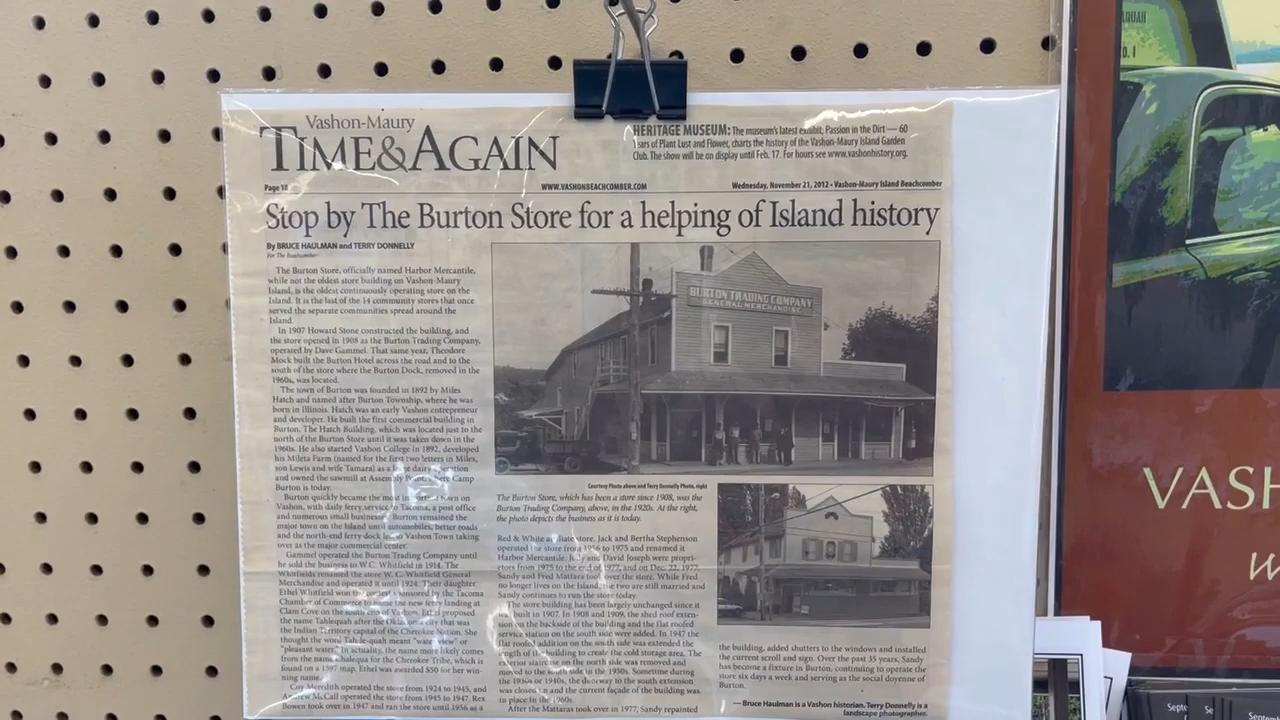 Vashon-Maury
TIME&AGAIN
HERITAGE MUSEUM: The museum's latest exhibit, Passion in the Dirt — 60
Years of Plant Lust and Flower, charts the history of the Vashon-Maury Island Garden
Club. The show will be on display until Feb. 17. For hours see www.vashonhistory.org.
Page 18
WWW.VASHONBEACHCOMBER.COM
Wednesday, November 21, 2012 • Vashon-Maury Island Beachcomber
Stop by The Burton Store for a helping of Island history
By BRUCE HAULMAN and TERRY DONNELLY
For The Beachcomber
The Burton Store, officially named Harbor Mercantile,
while not the oldest store building on Vashon-Maury
Island, is the oldest continuously operating store on the
Island. It is the last of the 14 community stores that once
served the separate communities spread around the
Island.
In 1907 Howard Stone constructed the building, and
the store opened in 1908 as the Burton Trading Company,
operated by Dave Gammel. That same year, Theodore
Mock built the Burton Hotel across the road and to the
south of the store where the Burton Dock, removed in the
1960s, was located.
The town of Burton was founded in 1892 by Miles
Hatch and named after Burton Township, where he was
born in Illinois. Hatch was an early Vashon entrepreneur
and developer. He built the first commercial building in
Burton, The Hatch Building, which was located just to the
north of the Burton Store until it was taken down in the
1960s. He also started Vashon College in 1892, developed
his Mileta Farm (named for the first two letters in Miles,
son Lewis and wife Tamara) as a large dairy operation
and owned the sawmill at Assembly Point, where Camp
Burton is today.
Burton quickly became the most important town on
Vashon, with daily ferry service to Tacoma, a post office
and numerous small businesses. Burton remained the
major town on the Island until automobiles, better roads
and the north-end ferry dock led to Vashon Town taking
over as the major commercial center.
Gammel operated the Burton Trading Company until
he sold the business to W.C. Whitfield in 1914. The
Whitfields renamed the store W. C. Whitfield General
Merchandise and operated it until 1924. Their daughter
Ethel Whitfield won the contest sponsored by the Tacoma
Chamber of Commerce to name the new ferry landing at
Clam Cove on the south end of Vashon. Ethel proposed
the name Tahlequah after the Oklahoma city that was
the Indian Territory capital of the Cherokee Nation. She
thought the word Tah-le-quah meant "water view" or
"pleasant water." In actuality, the name more likely comes
from the name Talequa for the Cherokee Tribe, which is
found on a 1597 map. Ethel was awarded $50 for her win-
ning name.
Coy Meredith operated the store from 1924 to 1945, and
Andrew McCall operated the store from 1945 to 1947. Rex
Bowen took over in 1947 and ran the store until 1956 as a
BURTON TRADING COMPANY
GENERAL MERCHANDISE
Courtesy Photo above and Terry Donnelly Photo, right
The Burton Store, which has been a store since 1908, was the
Burton Trading Company, above, in the 1920s. At the right,
the photo depicts the business as it is today.
Red & White affiliate store. Jack and Bertha Stephenson
operated the store from 1956 to 1975 and renamed it
Harbor Mercantile. Judy and David Joseph were propri-
etors from 1975 to the end of 1977, and on Dec. 22, 1977,
Sandy and Fred Mattara took over the store. While Fred
no longer lives on the Island, the two are still married and
Sandy continues to run the store today.
The store building has been largely unchanged since it
was built in 1907. In 1908 and 1909, the shed roof exten-
sion on the backside of the building and the flat roofed
service station on the south side were added. In 1947 the
flat roofed addition on the south side was extended the
length of the building to create the cold storage area. The
exterior staircase on the north side was removed and
moved to the south side in the 1930s. Sometime during
the 1930s or 1940s, the doorway to the south extension
was closed in and the current façade of the building was
in place in the 1960s.
After the Mattaras took over in 1977, Sandy repainted
the building, added shutters to the windows and installed
the current scroll and sign. Over the past 35 years, Sandy
has become a fixture in Burton, continuing to operate the
store six days a week and serving as the social doyenne of
Burton.
— Bruce Haulman is a Vashon historian. Terry Donnelly is a
landscape photographer.
VASH
W
Septe